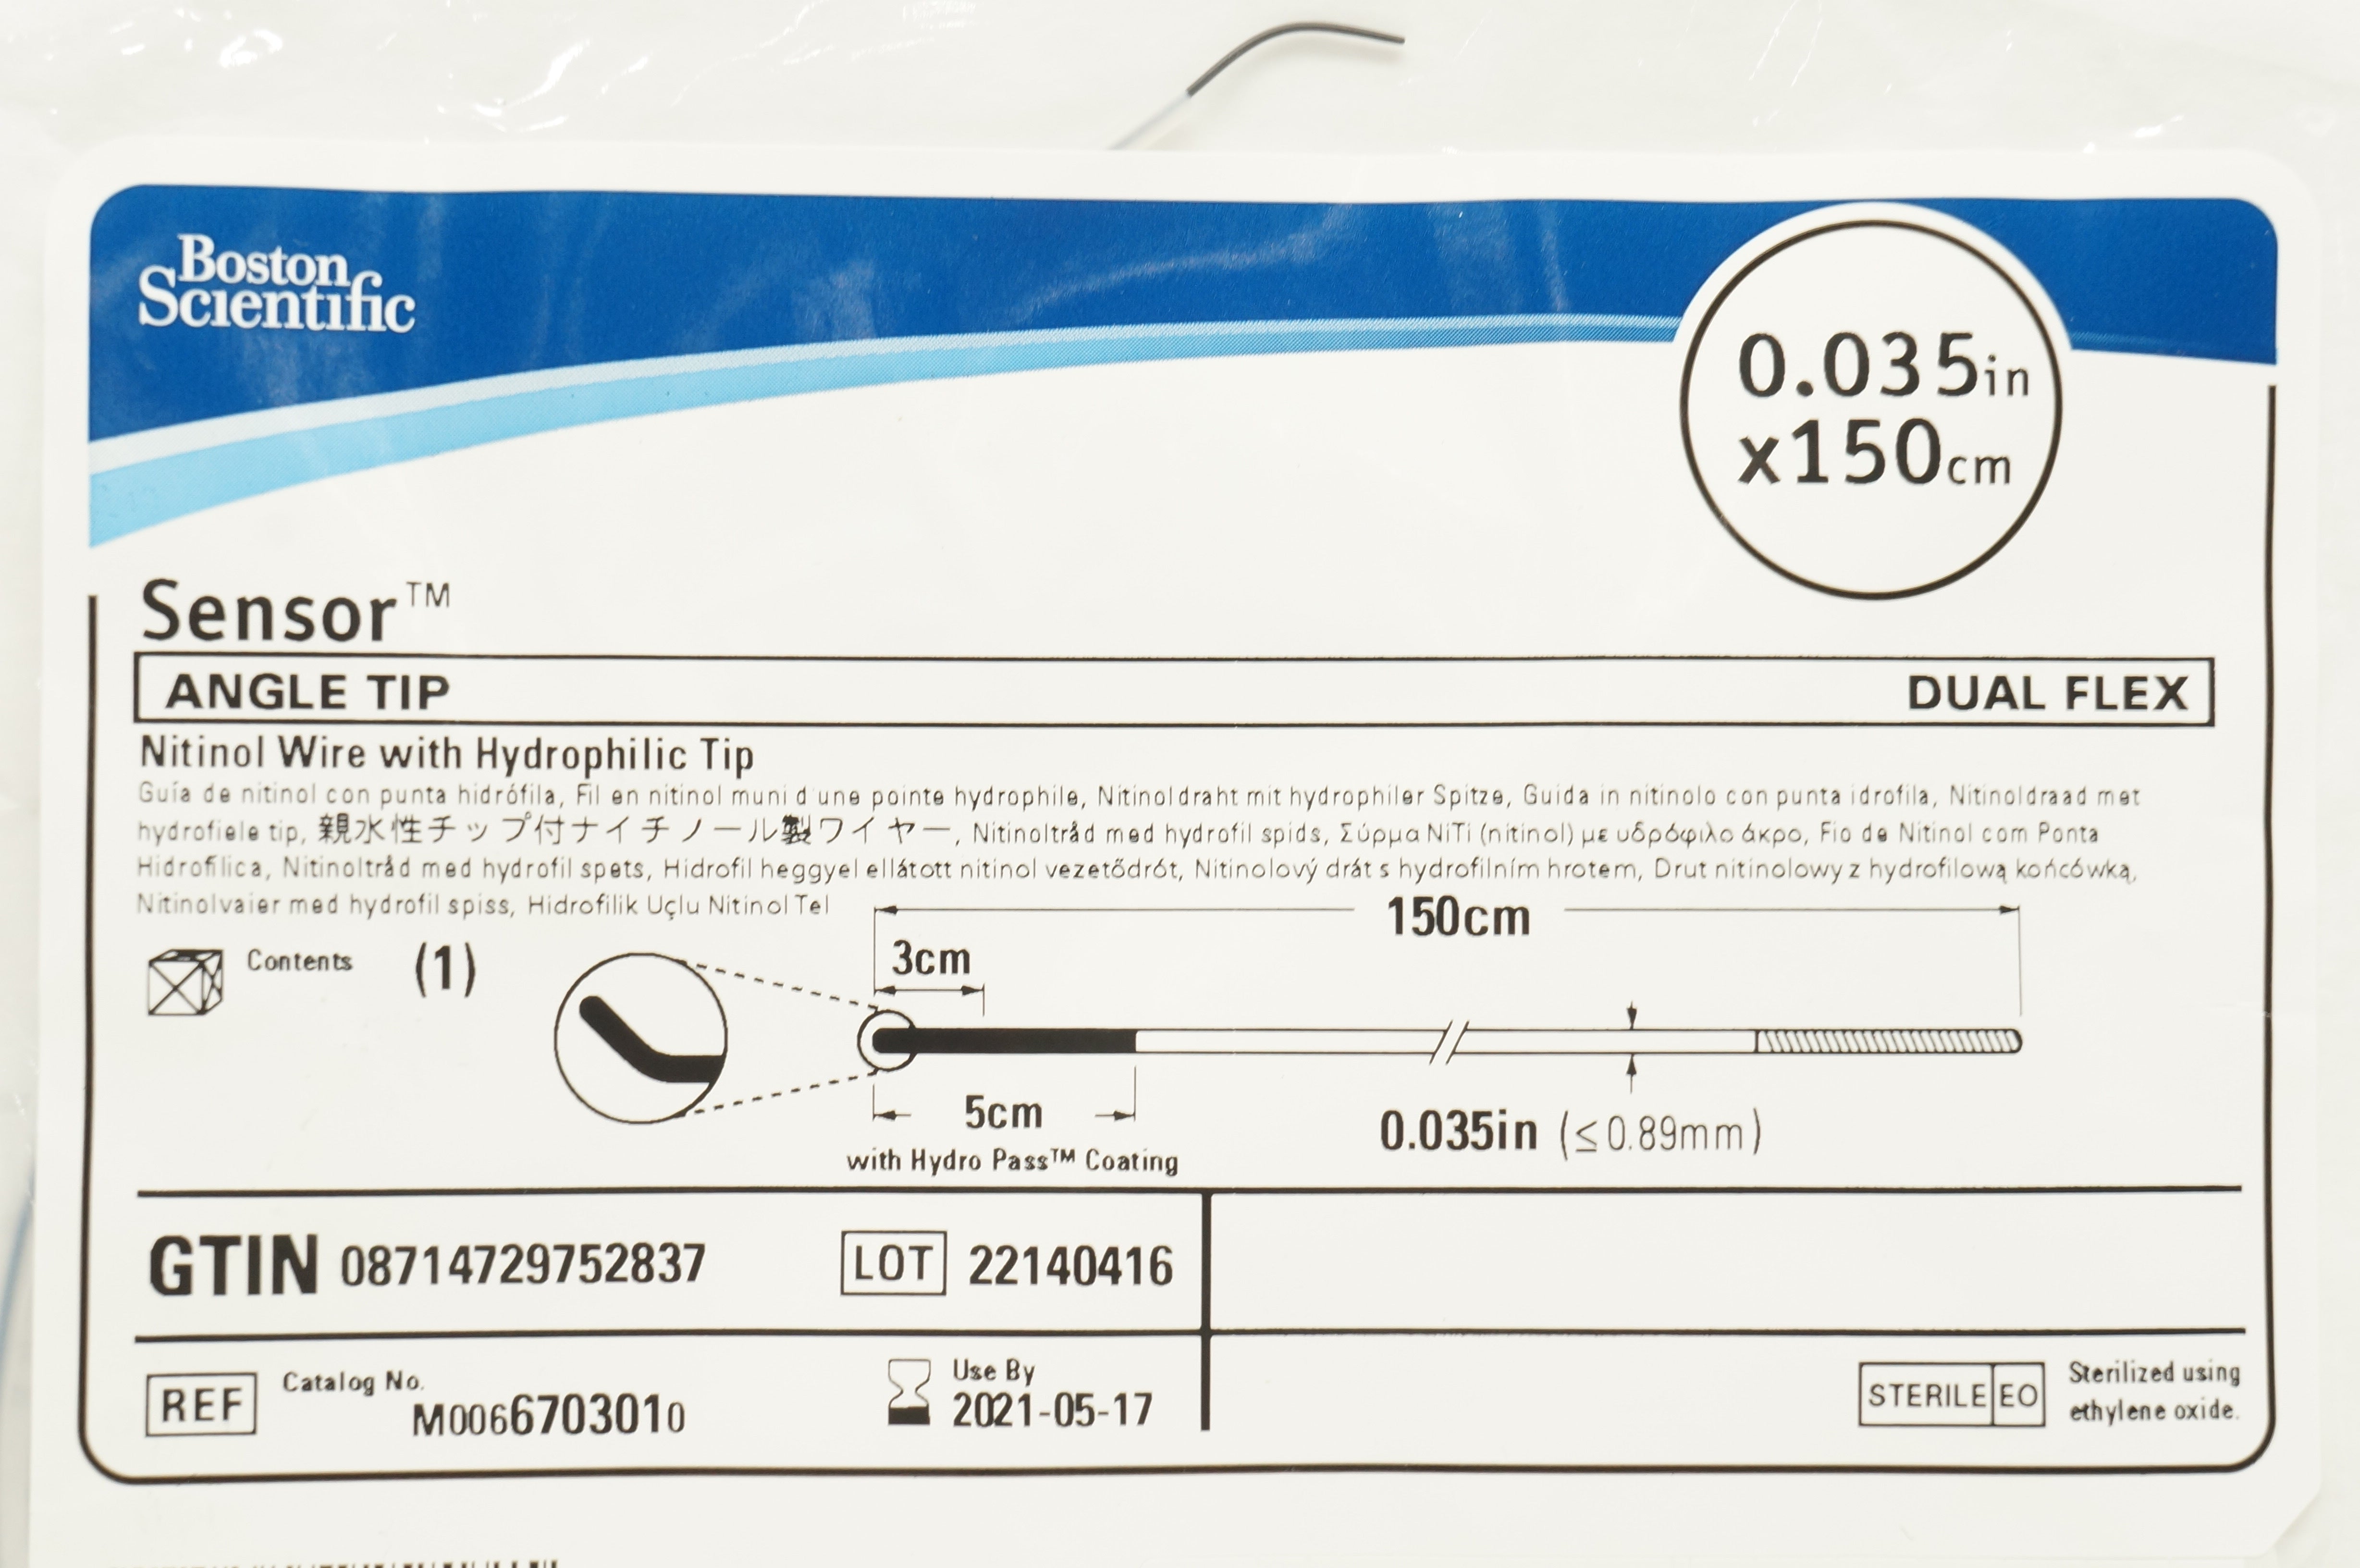 Boston
Scientific
0.035in
x150cm
Sensor™
ANGLE TIP DUAL FLEX
Nitinol Wire with Hydrophilic Tip
Guía de nitinol con punta hidrófila, Fil en nitinol muni d'une pointe hydrophile, Nitinoldraht mit hydrophiler Spitze, Guida in nitinolo con punta idrofila, Nitinoldraad met
hydrofiele tip, 親水性チップ付ナイチノール製ワイヤー, Nitinoltråd med hydrofil spids, Σύρμα NiTi (nitinol) με υδρόφιλο άκρο, Fio de Nitinol com Ponta
Hidrofílica, Nitinoltråd med hydrofil spets, Hidrofil heggyel ellátott nitinol vezetődrót, Nitinolový drát s hydrofilním hrotem, Drut nitinolowy z hydrofilową końcówką,
Nitinolvaier med hydrofil spiss, Hidrofilik Uçlu Nitinol Tel
150cm
3cm
Contents (1)
5cm
with Hydro Pass™ Coating
0.035in (≤0.89mm)
GTIN 08714729752837 LOT 22140416
REF Catalog No.
M0066703010
Use By
2021-05-17
STERILE EO Sterilized using
ethylene oxide.